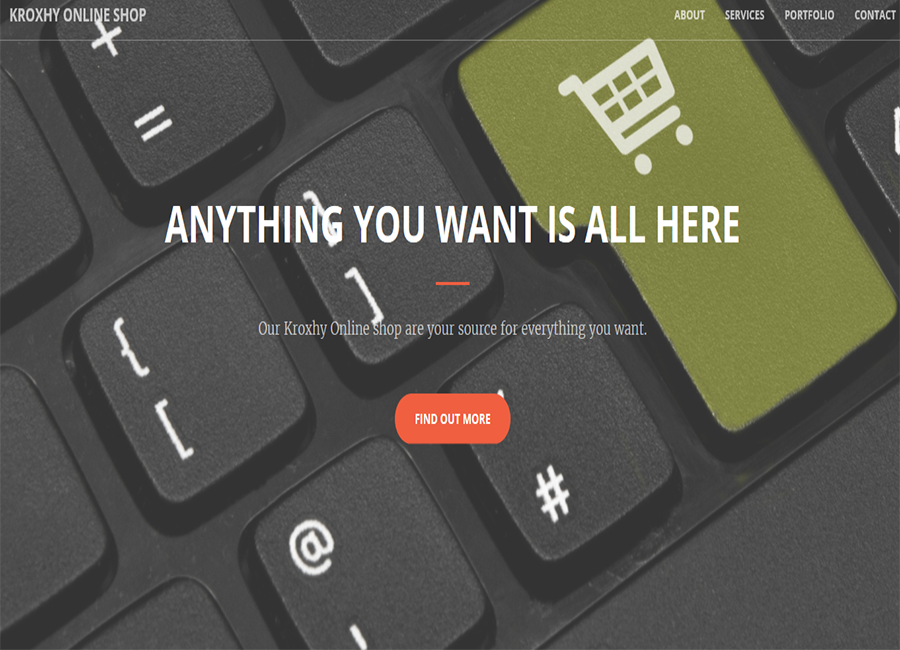 KROXHY ONLINE SHOP
ABOUT SERVICES PORTFOLIO CONTACT
+
=
}
]
ANYTHING YOU WANT IS ALL HERE
{
[
Our Kroxhy Online shop are your source for everything you want.
FIND OUT MORE
#
@